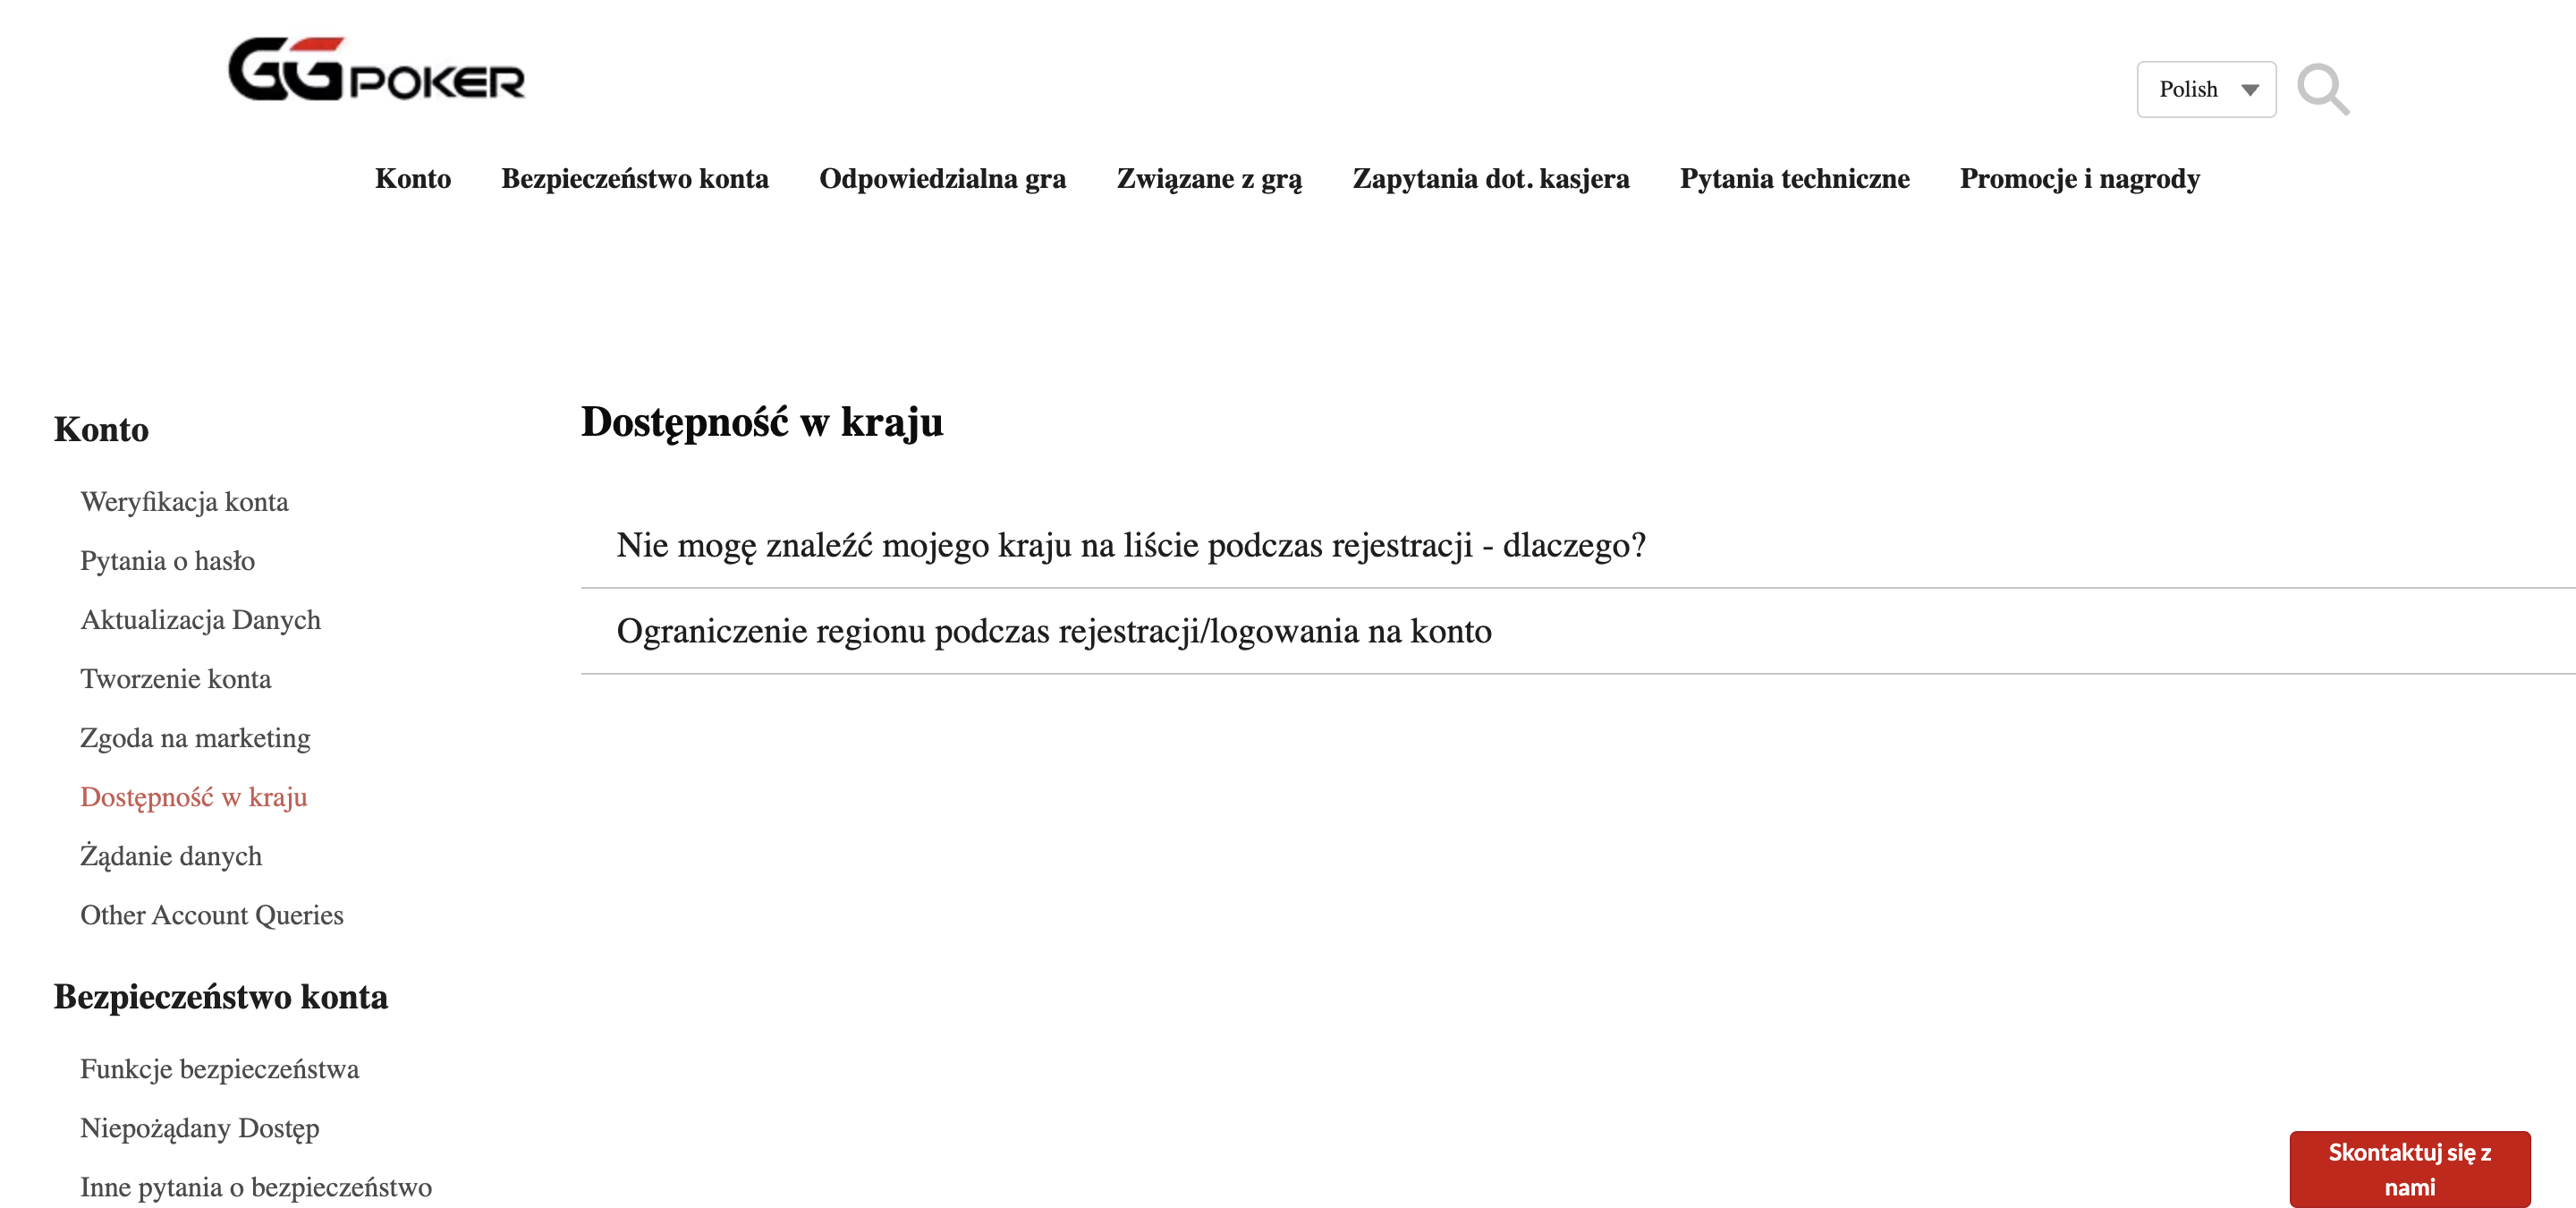 GGPOKER
Polish
Konto Bezpieczeństwo konta Odpowiedzialna gra Związane z grą Zapytania dot. kasjera Pytania techniczne Promocje i nagrody
Konto
Weryfikacja konta
Pytania o hasło
Aktualizacja Danych
Tworzenie konta
Zgoda na marketing
Dostępność w kraju
Żądanie danych
Other Account Queries
Bezpieczeństwo konta
Funkcje bezpieczeństwa
Niepożądany Dostęp
Inne pytania o bezpieczeństwo
Dostępność w kraju
Nie mogę znaleźć mojego kraju na liście podczas rejestracji - dlaczego?
Ograniczenie regionu podczas rejestracji/logowania na konto
Skontaktuj się z
nami